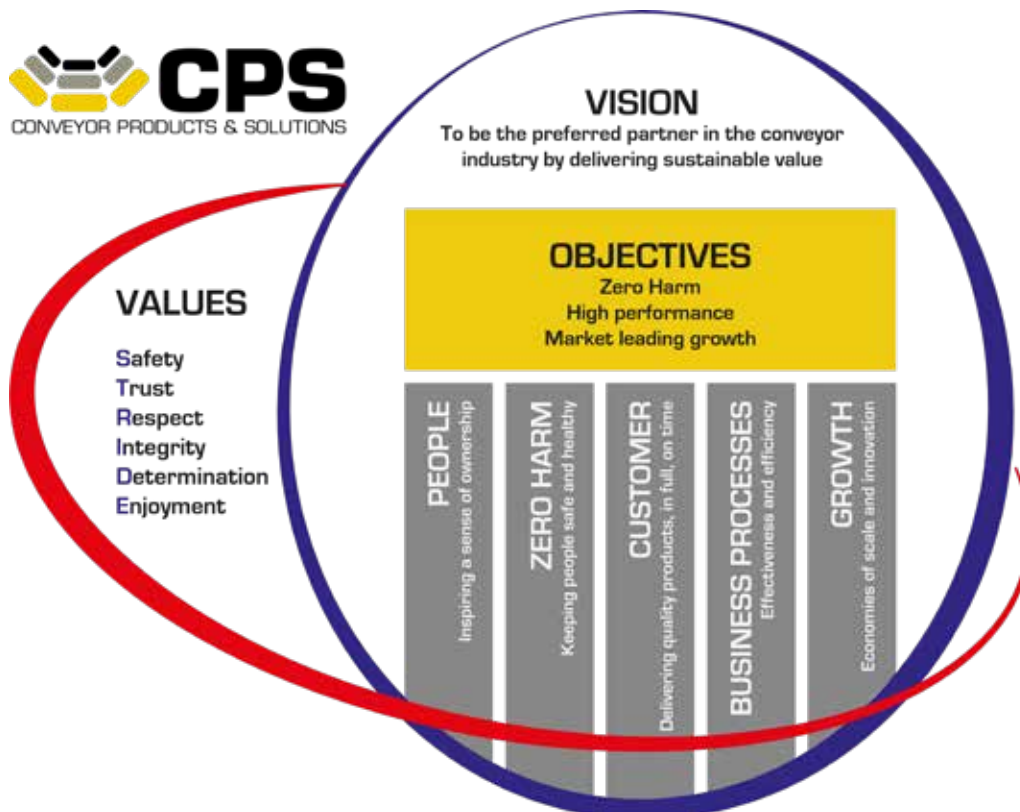 CPS
CONVEYOR PRODUCTS & SOLUTIONS
VISION
To be the preferred partner in the conveyor
industry by delivering sustainable value
OBJECTIVES
Zero Harm
High performance
Market leading growth
VALUES
Safety
Trust
Respect
Integrity
Determination
Enjoyment
PEOPLE
Inspiring a sense of ownership
ZERO HARM
Keeping people safe and healthy
CUSTOMER
Delivering quality products, in full, on time
BUSINESS PROCESSES
Effectiveness and efficiency
GROWTH
Economies of scale and innovation